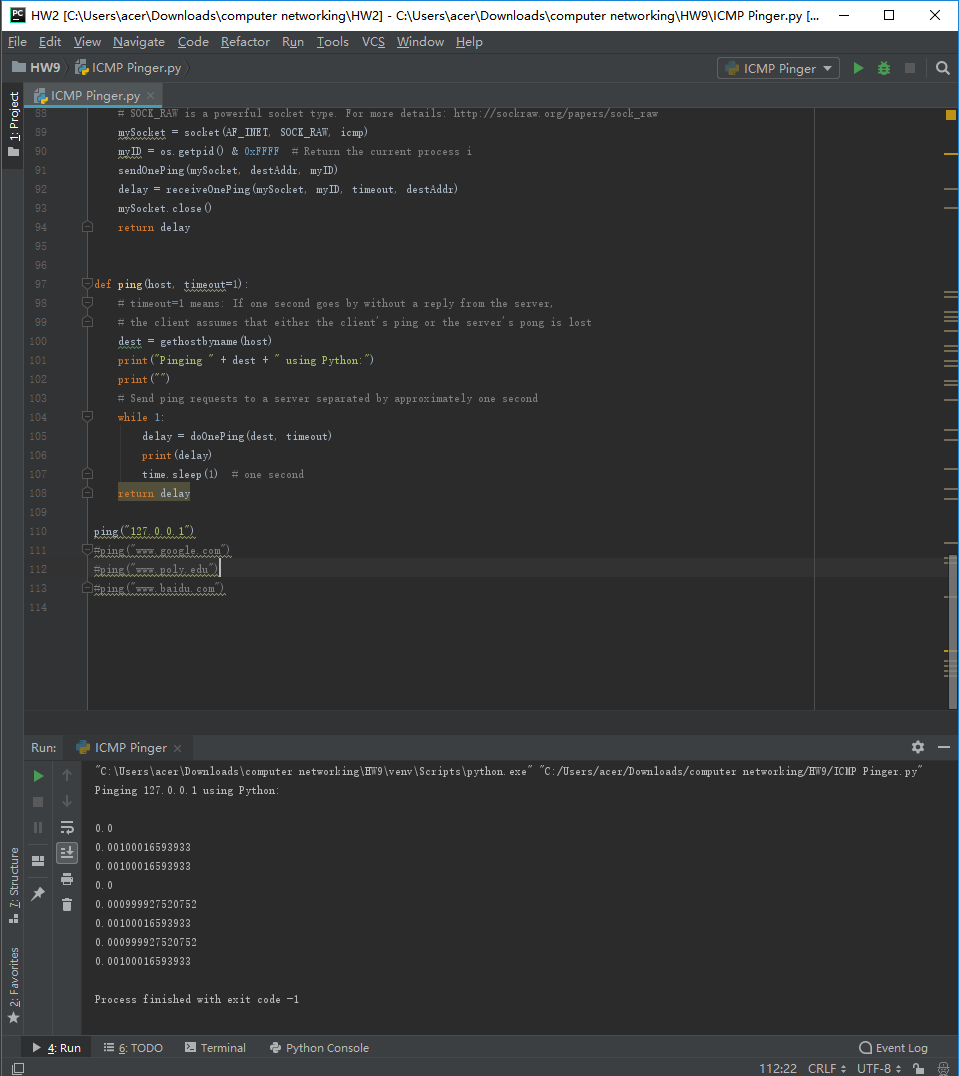 HW2 [C:\Users\acer\Downloads\computer networking\HW2] - C:\Users\acer\Downloads\computer networking\HW9\ICMP Pinger.py [...
File Edit View Navigate Code Refactor Run Tools VCS Window Help
HW9 ICMP Pinger.py ICMP Pinger
1: Project
ICMP Pinger.py
88 # SOCK_RAW is a powerful socket type. For more details: http://sockraw.org/papers/sock_raw
89 mySocket = socket(AF_INET, SOCK_RAW, icmp)
90 myID = os.getpid() & 0xFFFF # Return the current process i
91 sendOnePing(mySocket, destAddr, myID)
92 delay = receiveOnePing(mySocket, myID, timeout, destAddr)
93 mySocket.close()
94 return delay
95
96
97 def ping(host, timeout=1):
98 # timeout=1 means: If one second goes by without a reply from the server,
99 # the client assumes that either the client's ping or the server's pong is lost
100 dest = gethostbyname(host)
101 print("Pinging " + dest + " using Python:")
102 print("")
103 # Send ping requests to a server separated by approximately one second
104 while 1:
105 delay = doOnePing(dest, timeout)
106 print(delay)
107 time.sleep(1) # one second
108 return delay
109
110 ping("127.0.0.1")
111 #ping("www.google.com")
112 #ping("www.poly.edu")
113 #ping("www.baidu.com")
114
Run: ICMP Pinger
"C:\Users\acer\Downloads\computer networking\HW9\venv\Scripts\python.exe" "C:/Users/acer/Downloads/computer networking/HW9/ICMP Pinger.py"
Pinging 127.0.0.1 using Python:
0.0
0.00100016593933
0.00100016593933
0.0
0.000999927520752
0.00100016593933
0.000999927520752
0.00100016593933
Process finished with exit code -1
7: Structure
2: Favorites
4: Run 6: TODO Terminal Python Console Event Log
112:22 CRLF UTF-8